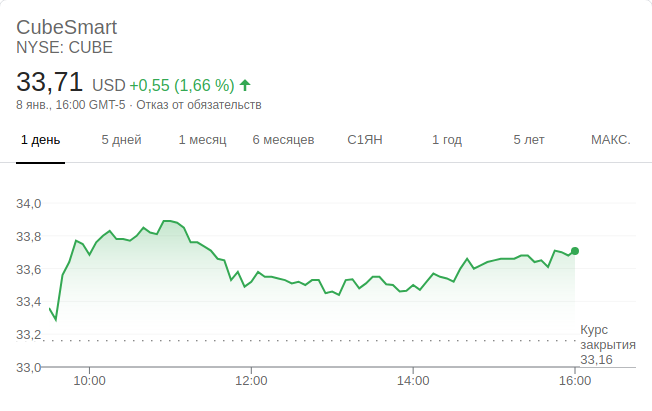 CubeSmart
NYSE: CUBE
33,71 USD +0,55 (1,66 %)
8 янв., 16:00 GMT-5 · Отказ от обязательств
1 день 5 дней 1 месяц 6 месяцев С1ЯН 1 год 5 лет МАКС.
34,0
33,8
33,6
33,4
33,2
33,0
Курс
закрытия
33,16
10:00 12:00 14:00 16:00